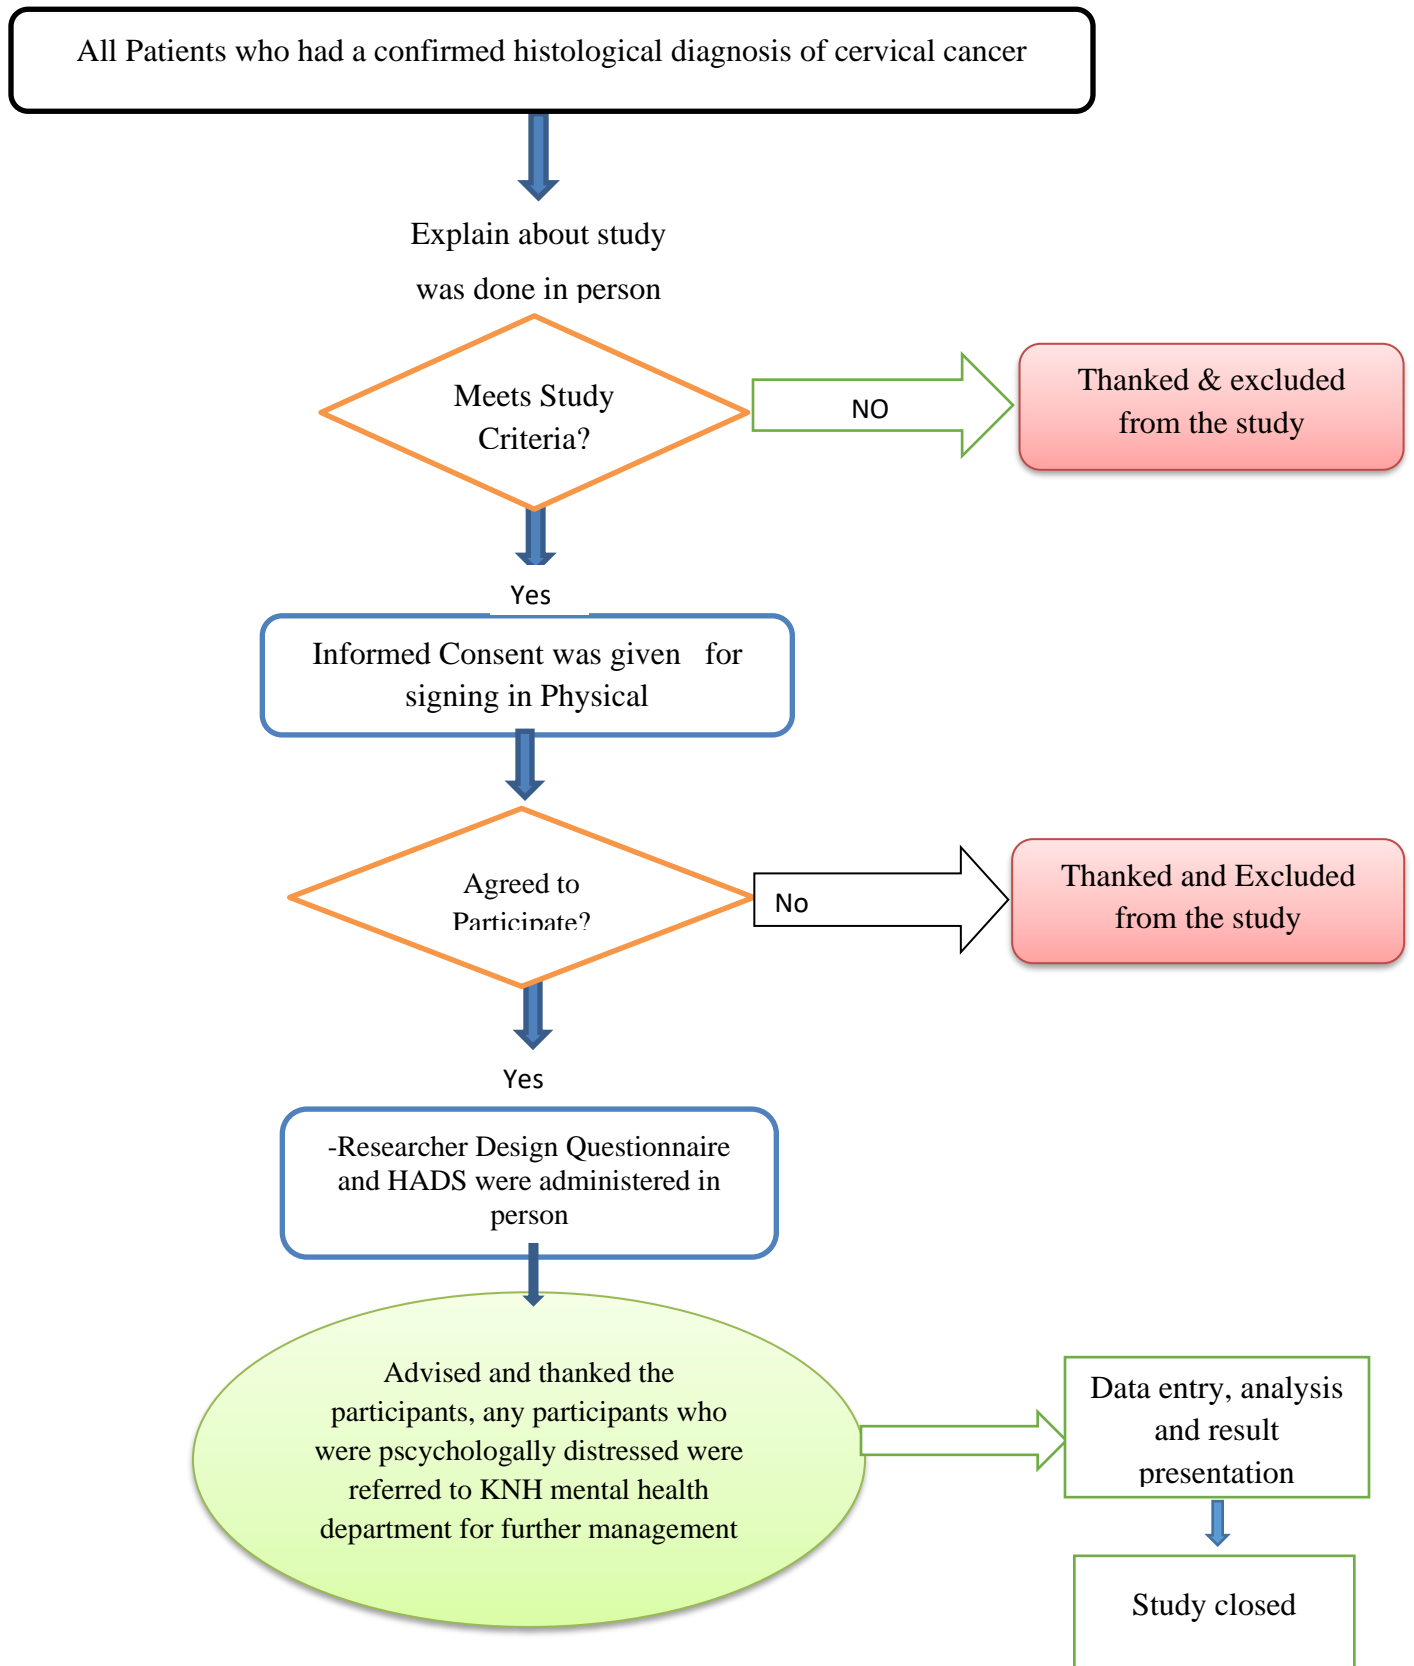 All Patients who had a confirmed histological diagnosis of cervical cancer
Explain about study
was done in person
Meets Study
Criteria?
NO
Thanked & excluded
from the study
Yes
Informed Consent was given   for
signing in Physical
Agreed to
Participate?
No
Thanked and Excluded
from the study
Yes
-Researcher Design Questionnaire
and HADS were administered in
person
Advised and thanked the
participants, any participants who
were pscychologally distressed were
referred to KNH mental health
department for further management
Data entry, analysis
and result
presentation
Study closed